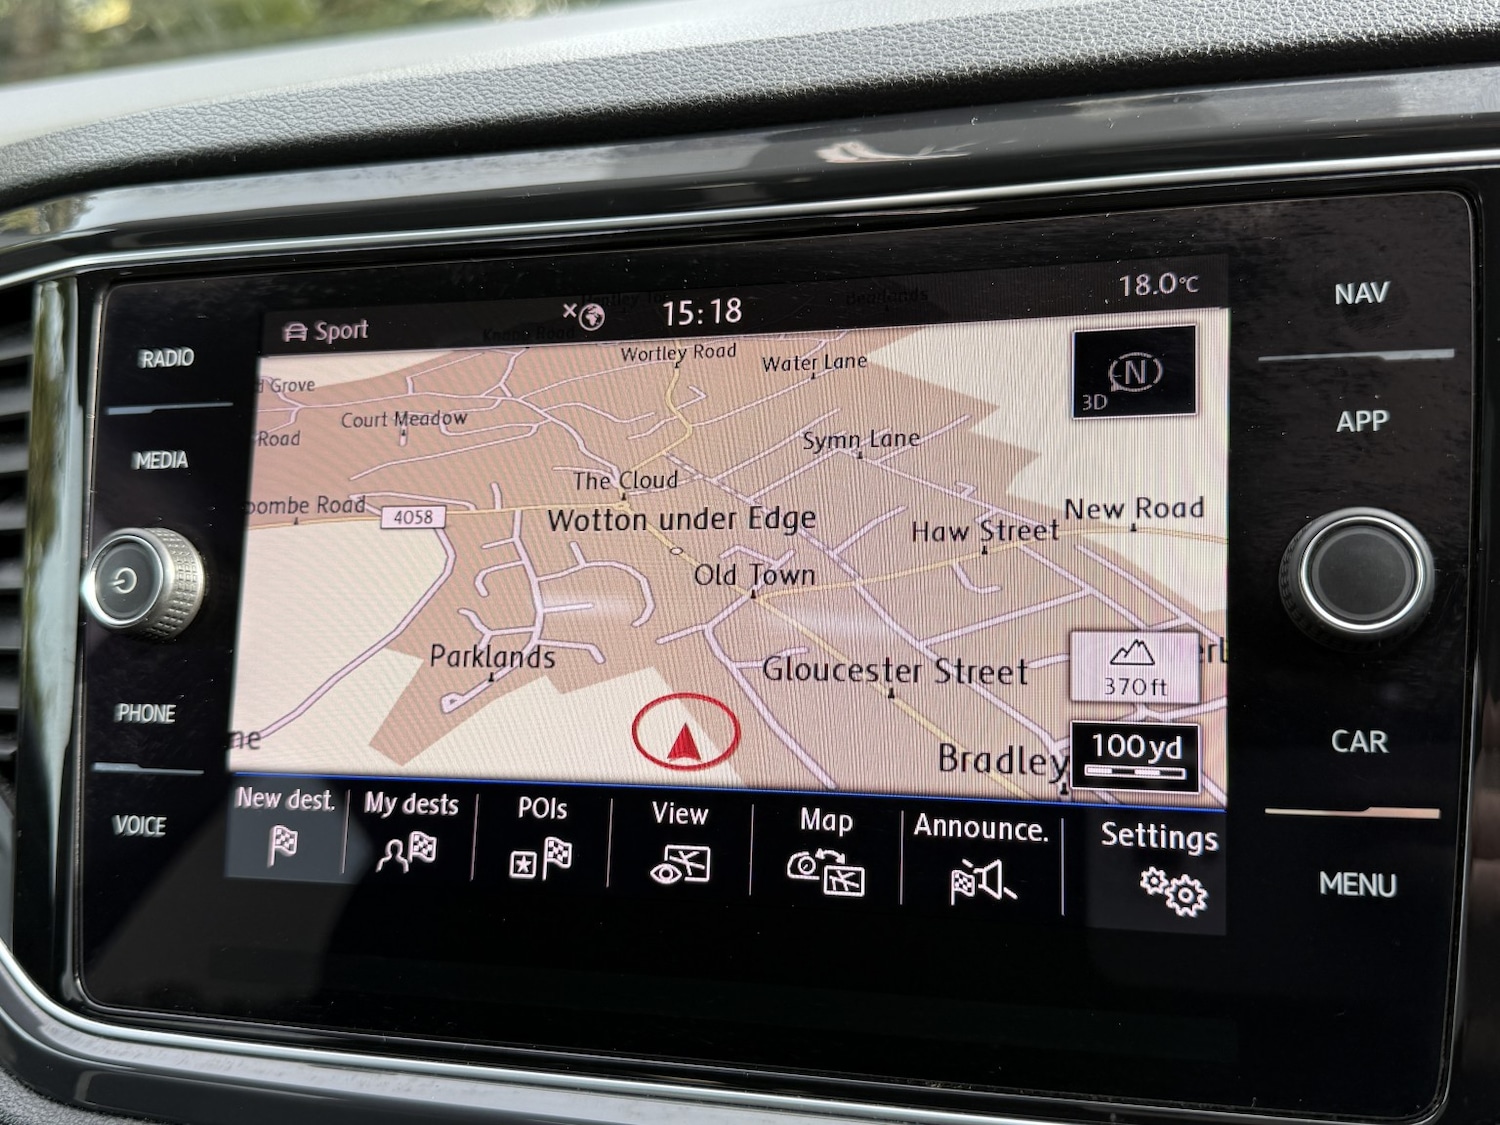 Sport
15:18
18.0°C
RADIO
MEDIA
PHONE
VOICE
NAV
APP
CAR
MENU
Wortley Road
Water Lane
Grove
Court Meadow
Road
Symn Lane
The Cloud
ombe Road
4058
Wotton under Edge
Haw Street
New Road
Old Town
Parklands
Gloucester Street
Bradley
ne
N
3D
370ft
100yd
New dest.
My dests
POIs
View
Map
Announce.
Settings